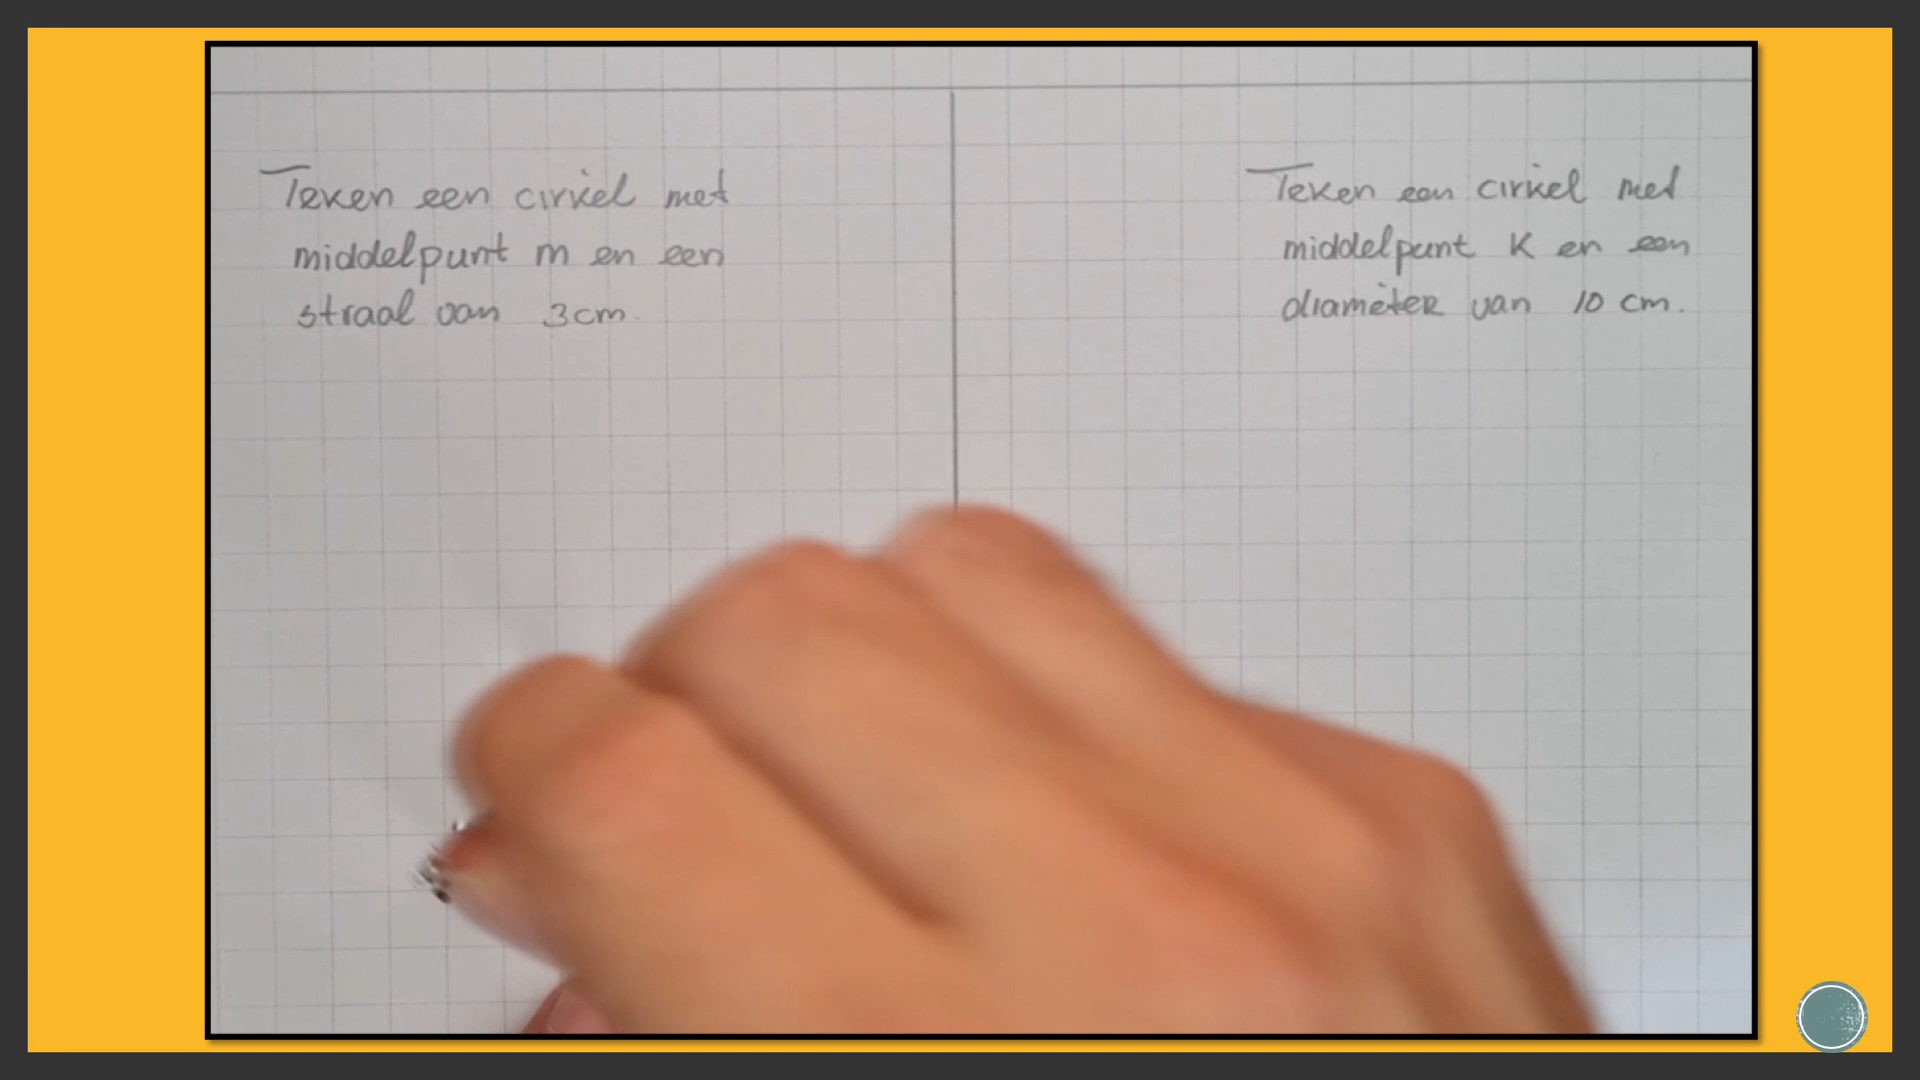 Teken een cirkel met
middelpunt m en een
straal van 3cm.
Teken een cirkel met
middelpunt K en een
diameter van 10 cm.